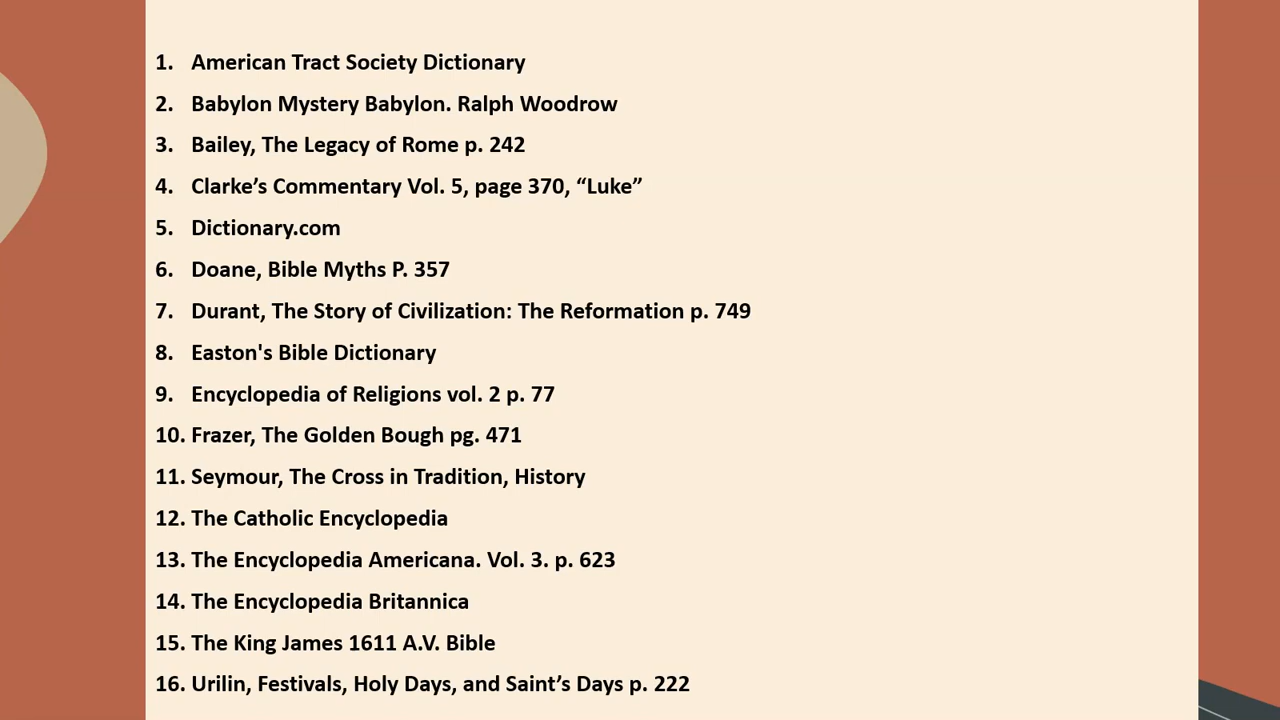 1. American Tract Society Dictionary
2. Babylon Mystery Babylon. Ralph Woodrow
3. Bailey, The Legacy of Rome p. 242
4. Clarke’s Commentary Vol. 5, page 370, “Luke”
5. Dictionary.com
6. Doane, Bible Myths P. 357
7. Durant, The Story of Civilization: The Reformation p. 749
8. Easton's Bible Dictionary
9. Encyclopedia of Religions vol. 2 p. 77
10. Frazer, The Golden Bough pg. 471
11. Seymour, The Cross in Tradition, History
12. The Catholic Encyclopedia
13. The Encyclopedia Americana. Vol. 3. p. 623
14. The Encyclopedia Britannica
15. The King James 1611 A.V. Bible
16. Urilin, Festivals, Holy Days, and Saint’s Days p. 222